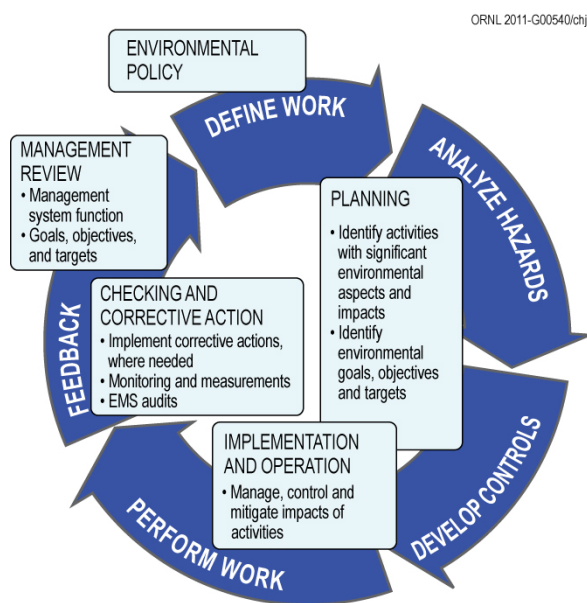 ORNL 2011-G00540/chj
ENVIRONMENTAL
POLICY
DEFINE WORK
ANALYZE HAZARDS
MANAGEMENT
REVIEW
• Management
system function
• Goals, objectives,
and targets
PLANNING
• Identify activities
with significant
environmental
aspects and
impacts
• Identify
environmental
goals, objectives
and targets
CHECKING AND
CORRECTIVE ACTION
• Implement corrective actions,
where needed
• Monitoring and measurements
• EMS audits
FEEDBACK
IMPLEMENTATION
AND OPERATION
• Manage, control and
mitigate impacts of
activities
DEVELOP CONTROLS
PERFORM WORK